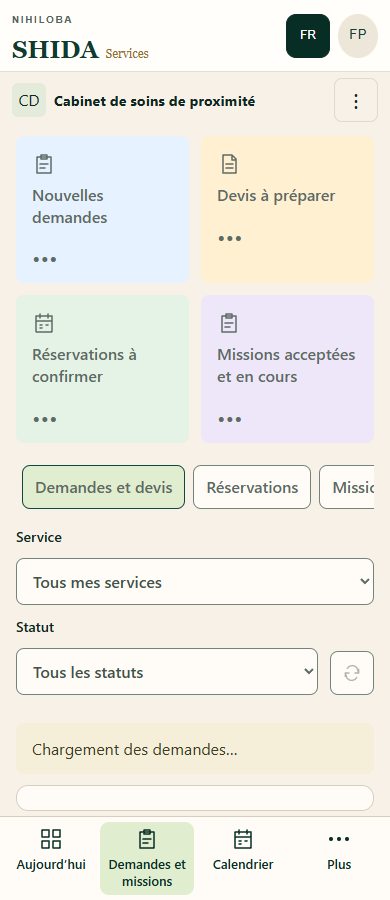 NIHILOBA
SHIDA Services
FR
FP
CD
Cabinet de soins de proximité
Nouvelles
demandes
•••
Devis à préparer
•••
Réservations à
confirmer
•••
Missions acceptées
et en cours
•••
Demandes et devis
Réservations
Missic
Service
Tous mes services
Statut
Tous les statuts
Chargement des demandes...
Aujourd'hui
Demandes et
missions
Calendrier
Plus